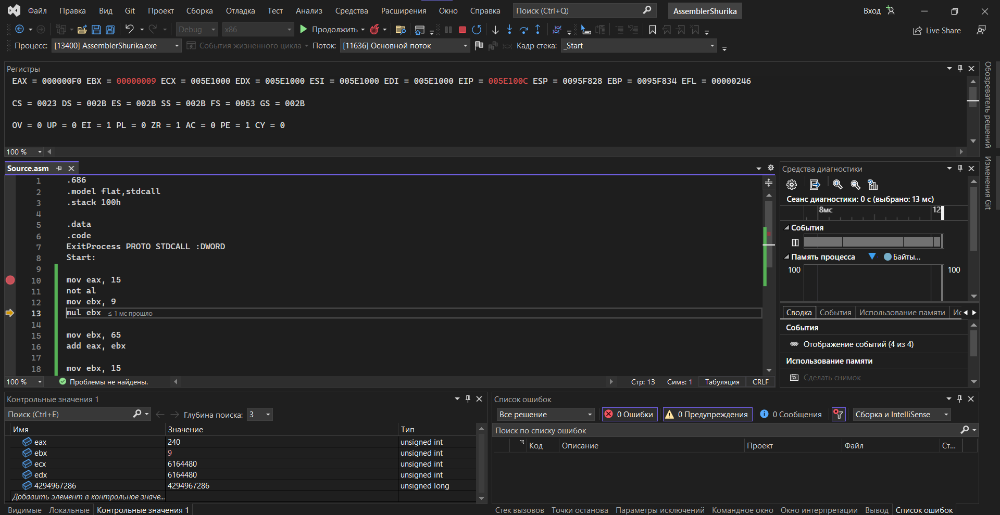 Файл Правка Вид Git Проект Сборка Отладка Тест Анализ Средства Расширения Окно Справка Поиск (Ctrl+Q) AssemblerShurika Вход
Debug x86 Продолжить Live Share
Процесс: [13400] AssemblerShurika.exe События жизненного цикла Поток: [11636] Основной поток Кадр стека: _Start
Регистры
EAX = 000000F0 EBX = 00000009 ECX = 005E1000 EDX = 005E1000 ESI = 005E1000 EDI = 005E1000 EIP = 005E100C ESP = 0095F828 EBP = 0095F834 EFL = 00000246
CS = 0023 DS = 002B ES = 002B SS = 002B FS = 0053 GS = 002B
OV = 0 UP = 0 EI = 1 PL = 0 ZR = 1 AC = 0 PE = 1 CY = 0
100 %
Обозреватель решений
Изменения Git
Source.asm
1 .686
2 .model flat,stdcall
3 .stack 100h
4
5 .data
6 .code
7 ExitProcess PROTO STDCALL :DWORD
8 Start:
9
10 mov eax, 15
11 not al
12 mov ebx, 9
13 mul ebx ≤ 1 мс прошло
14
15 mov ebx, 65
16 add eax, ebx
17
18 mov ebx, 15
100 % Проблемы не найдены. Стр: 13 Симв: 1 Табуляция CRLF
Средства диагностики
Сеанс диагностики: 0 с (выбрано: 13 мс)
8мс 12
События
Память процесса Байты...
100 100
Сводка События Использование памяти Ис
События
Отображение событий (4 из 4)
Использование памяти
Сделать снимок
Контрольные значения 1
Поиск (Ctrl+E) Глубина поиска: 3
Имя Значение Тип
eax 240 unsigned int
ebx 9 unsigned int
ecx 6164480 unsigned int
edx 6164480 unsigned int
4294967286 4294967286 unsigned long
Добавить элемент в контрольное значе...
Видимые Локальные Контрольные значения 1
Список ошибок
Все решение 0 Ошибки 0 Предупреждения 0 Сообщения Сборка и IntelliSense
Поиск по списку ошибок
Код Описание Проект Файл Ст...
Стек вызовов Точки останова Параметры исключений Командное окно Окно интерпретации Вывод Список ошибок